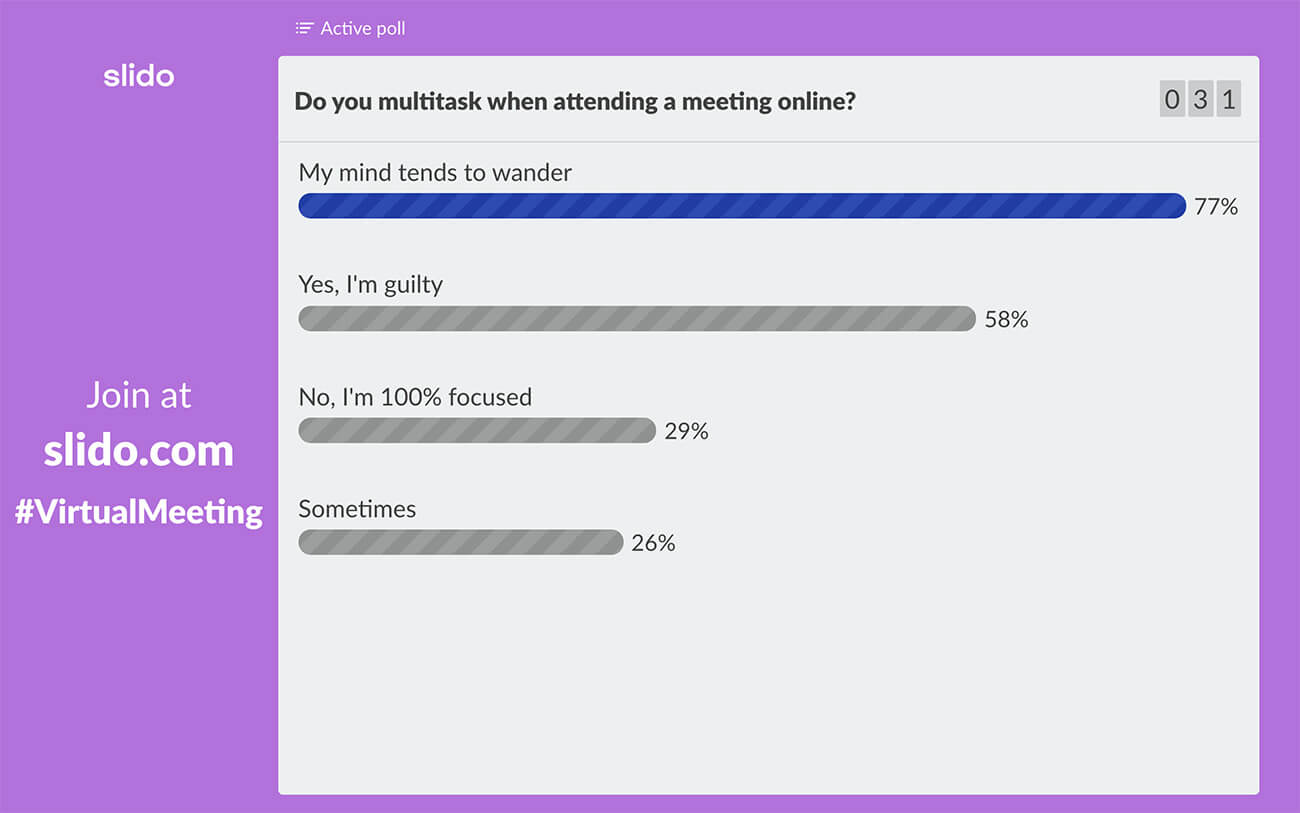 Active poll
slido
Do you multitask when attending a meeting online?
0 3 1
My mind tends to wander
77%
Yes, I'm guilty
58%
No, I'm 100% focused
29%
Sometimes
26%
Join at
slido.com
#VirtualMeeting